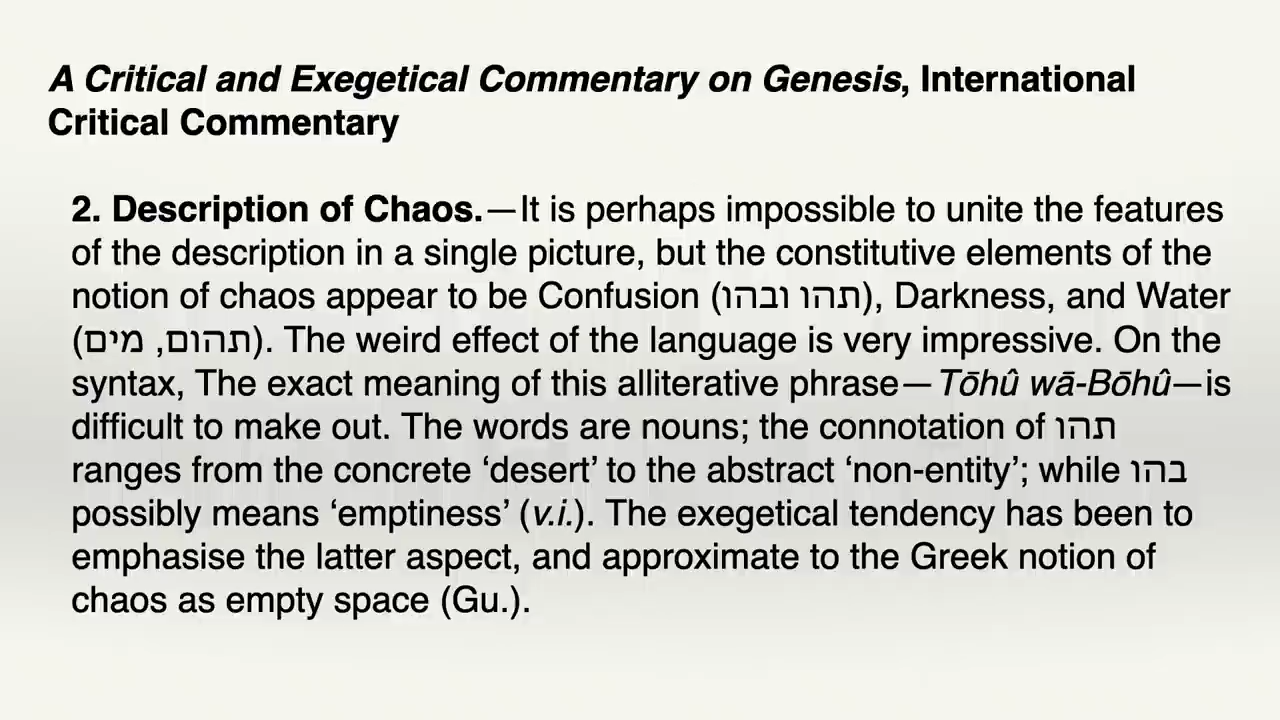 A Critical and Exegetical Commentary on Genesis, International
Critical Commentary
2. Description of Chaos.—It is perhaps impossible to unite the features
of the description in a single picture, but the constitutive elements of the
notion of chaos appear to be Confusion (תהו ובהו), Darkness, and Water
(תהום, מים). The weird effect of the language is very impressive. On the
syntax, The exact meaning of this alliterative phrase—Tōhû wā-Bōhû—is
difficult to make out. The words are nouns; the connotation of תהו
ranges from the concrete ‘desert’ to the abstract ‘non-entity’; while בהו
possibly means ‘emptiness’ (v.i.). The exegetical tendency has been to
emphasise the latter aspect, and approximate to the Greek notion of
chaos as empty space (Gu.).